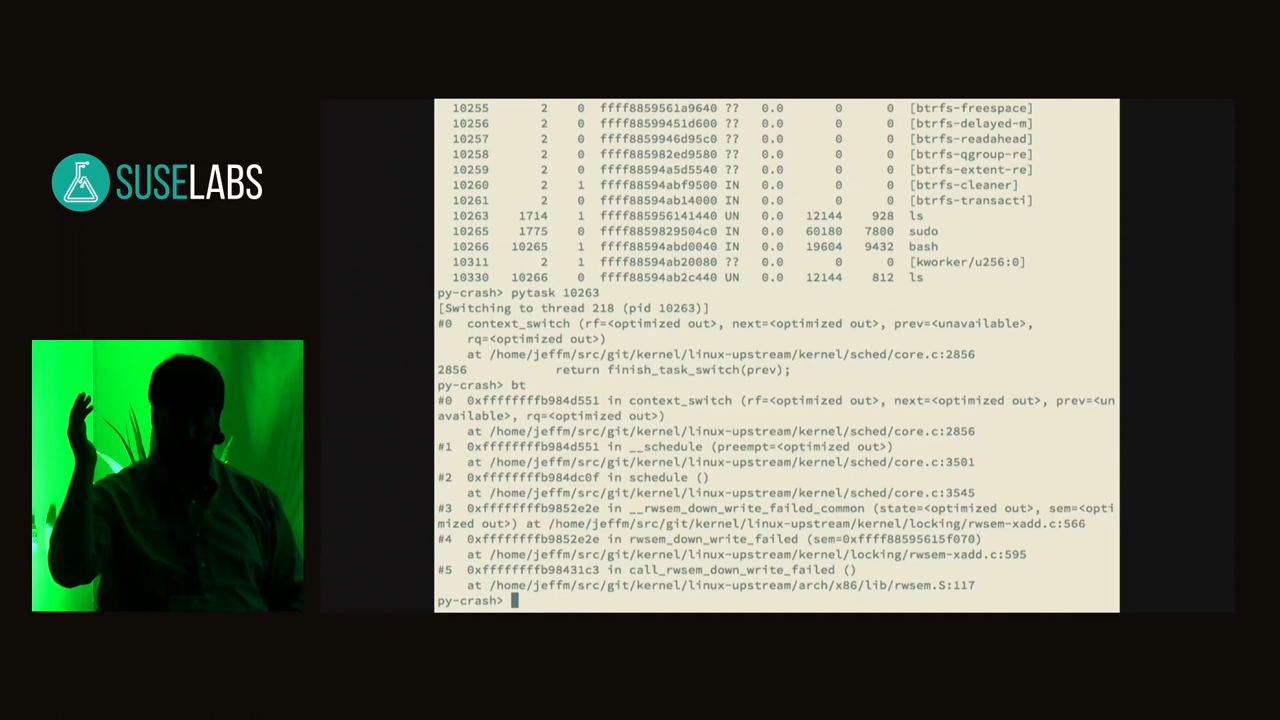 SUSELABS
10255 2 0 ffff8859561a9640 ?? 0.0 0 0 [btrfs-freespace]
10256 2 0 ffff88599451d600 ?? 0.0 0 0 [btrfs-delayed-m]
10257 2 0 ffff8859946d95c0 ?? 0.0 0 0 [btrfs-readahead]
10258 2 0 ffff885982ed9580 ?? 0.0 0 0 [btrfs-qgroup-re]
10259 2 0 ffff88594a5d5540 ?? 0.0 0 0 [btrfs-extent-re]
10260 2 1 ffff88594abf9500 IN 0.0 0 0 [btrfs-cleaner]
10261 2 0 ffff88594ab14000 IN 0.0 0 0 [btrfs-transacti]
10263 1714 1 ffff885956141440 UN 0.0 12144 928 ls
10265 1775 0 ffff8859829504c0 IN 0.0 60180 7800 sudo
10266 10265 1 ffff88594abd0040 IN 0.0 19604 9432 bash
10311 2 1 ffff88594ab20080 ?? 0.0 0 0 [kworker/u256:0]
10330 10266 0 ffff88594ab2c440 UN 0.0 12144 812 ls
py-crash> pytask 10263
[Switching to thread 218 (pid 10263)]
#0 context_switch (rf=<optimized out>, next=<optimized out>, prev=<unavailable>,
rq=<optimized out>)
at /home/jeffm/src/git/kernel/linux-upstream/kernel/sched/core.c:2856
2856 return finish_task_switch(prev);
py-crash> bt
#0 0xffffffffb984d551 in context_switch (rf=<optimized out>, next=<optimized out>, prev=<un
available>, rq=<optimized out>)
at /home/jeffm/src/git/kernel/linux-upstream/kernel/sched/core.c:2856
#1 0xffffffffb984d551 in __schedule (preempt=<optimized out>)
at /home/jeffm/src/git/kernel/linux-upstream/kernel/sched/core.c:3501
#2 0xffffffffb984dc0f in schedule ()
at /home/jeffm/src/git/kernel/linux-upstream/kernel/sched/core.c:3545
#3 0xffffffffb9852e2e in __rwsem_down_write_failed_common (state=<optimized out>, sem=<opti
mized out>) at /home/jeffm/src/git/kernel/linux-upstream/kernel/locking/rwsem-xadd.c:566
#4 0xffffffffb9852e2e in rwsem_down_write_failed (sem=0xffff88595615f070)
at /home/jeffm/src/git/kernel/linux-upstream/kernel/locking/rwsem-xadd.c:595
#5 0xffffffffb98431c3 in call_rwsem_down_write_failed ()
at /home/jeffm/src/git/kernel/linux-upstream/arch/x86/lib/rwsem.S:117
py-crash>